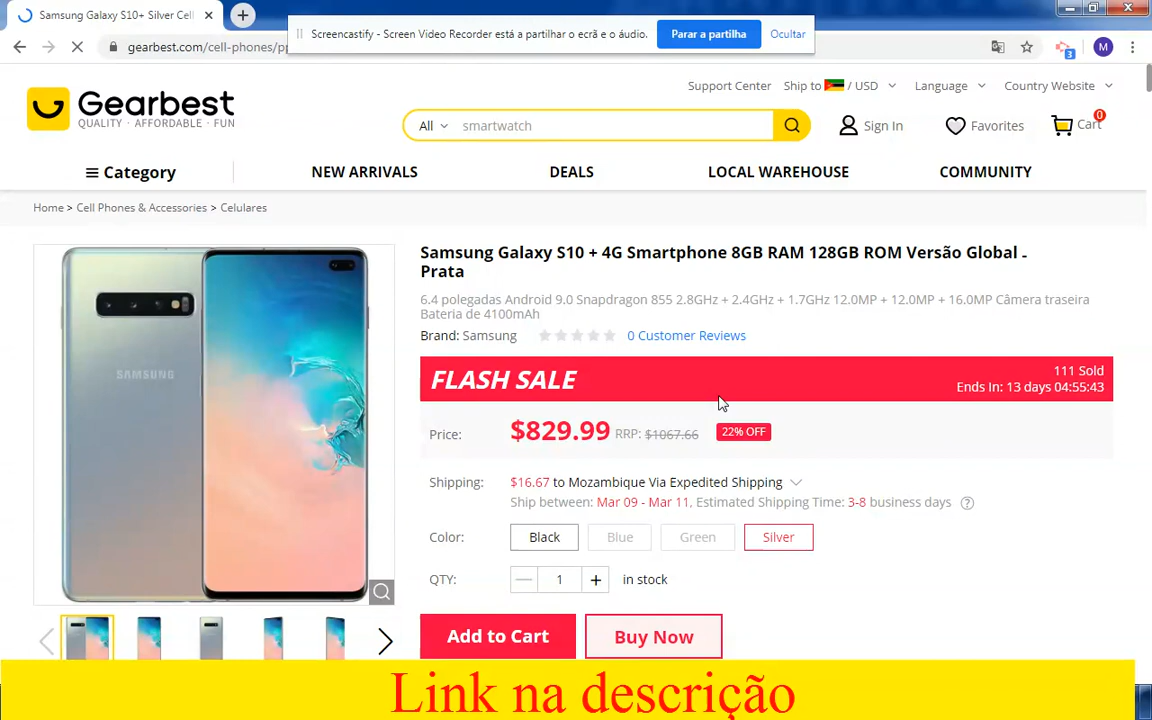 Samsung Galaxy S10+ Silver Cell
Screencastify - Screen Video Recorder está a partilhar o ecrã e o áudio.
Parar a partilha
Ocultar
gearbest.com/cell-phones/pp
3
M
Gearbest
QUALITY · AFFORDABLE · FUN
Support Center
Ship to / USD
Language
Country Website
All
smartwatch
Sign In
Favorites
Cart
0
Category
NEW ARRIVALS
DEALS
LOCAL WAREHOUSE
COMMUNITY
Home > Cell Phones & Accessories > Celulares
SAMSUNG
Samsung Galaxy S10 + 4G Smartphone 8GB RAM 128GB ROM Versão Global -
Prata
6.4 polegadas Android 9.0 Snapdragon 855 2.8GHz + 2.4GHz + 1.7GHz 12.0MP + 12.0MP + 16.0MP Câmera traseira
Bateria de 4100mAh
Brand: Samsung
0 Customer Reviews
FLASH SALE
111 Sold
Ends In: 13 days 04:55:43
Price: $829.99 RRP: $1067.66 22% OFF
Shipping: $16.67 to Mozambique Via Expedited Shipping
Ship between: Mar 09 - Mar 11, Estimated Shipping Time: 3-8 business days ?
Color: Black Blue Green Silver
QTY: — 1 + in stock
Add to Cart
Buy Now
Link na descrição